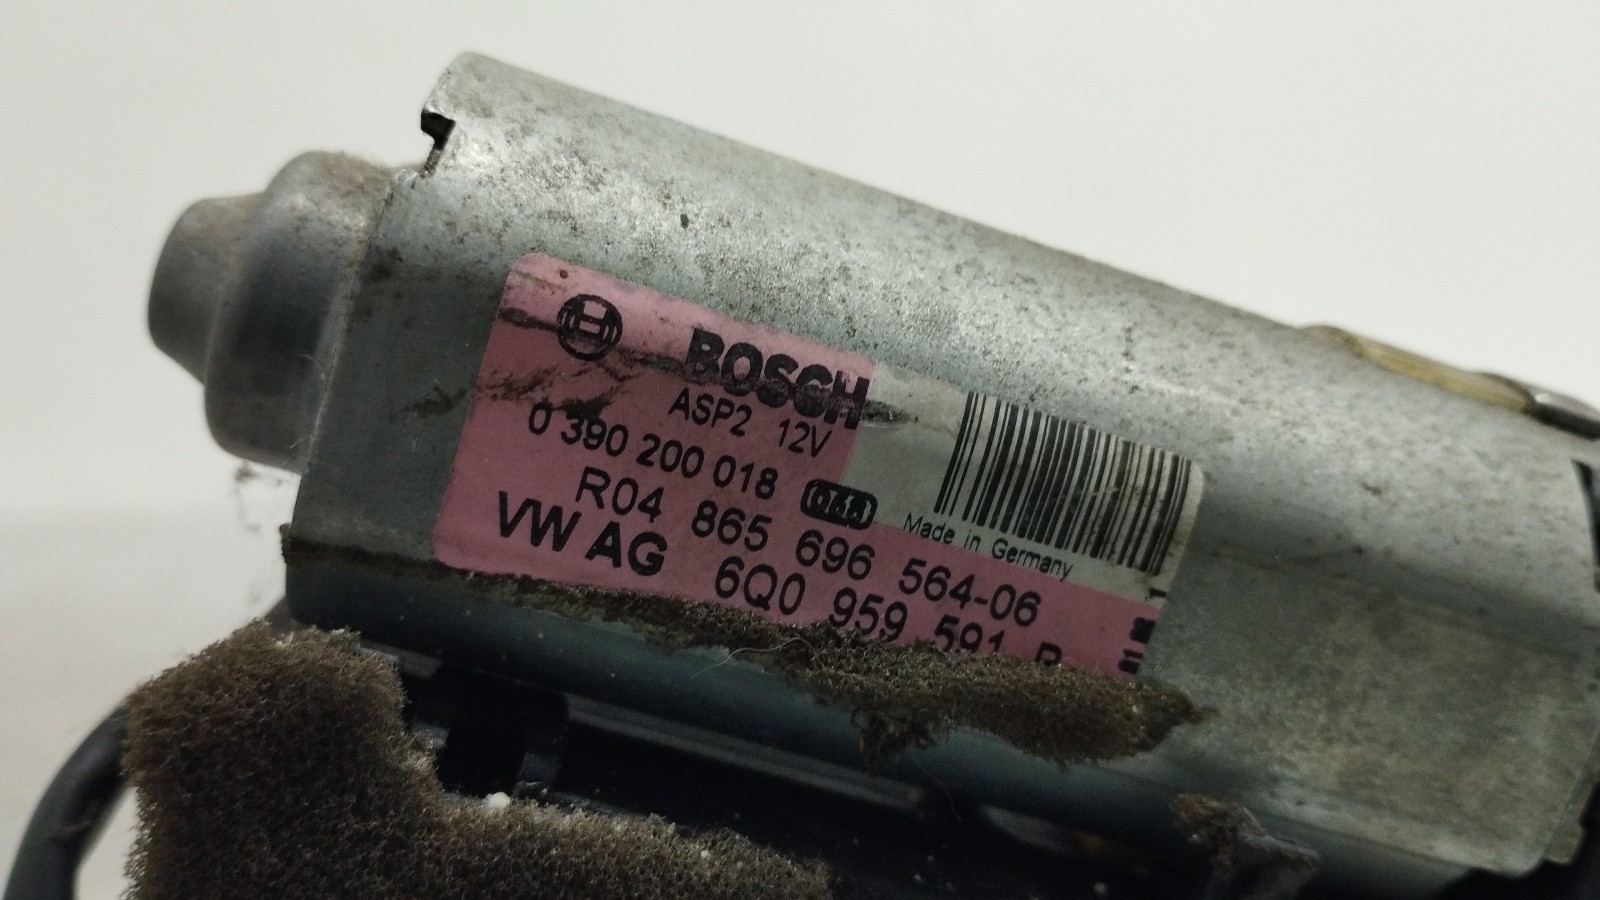 BOSCH
ASP2 12V
0 390 200 018
R04 865 696 564-06
Made in Germany
VW AG 6Q0 959 591